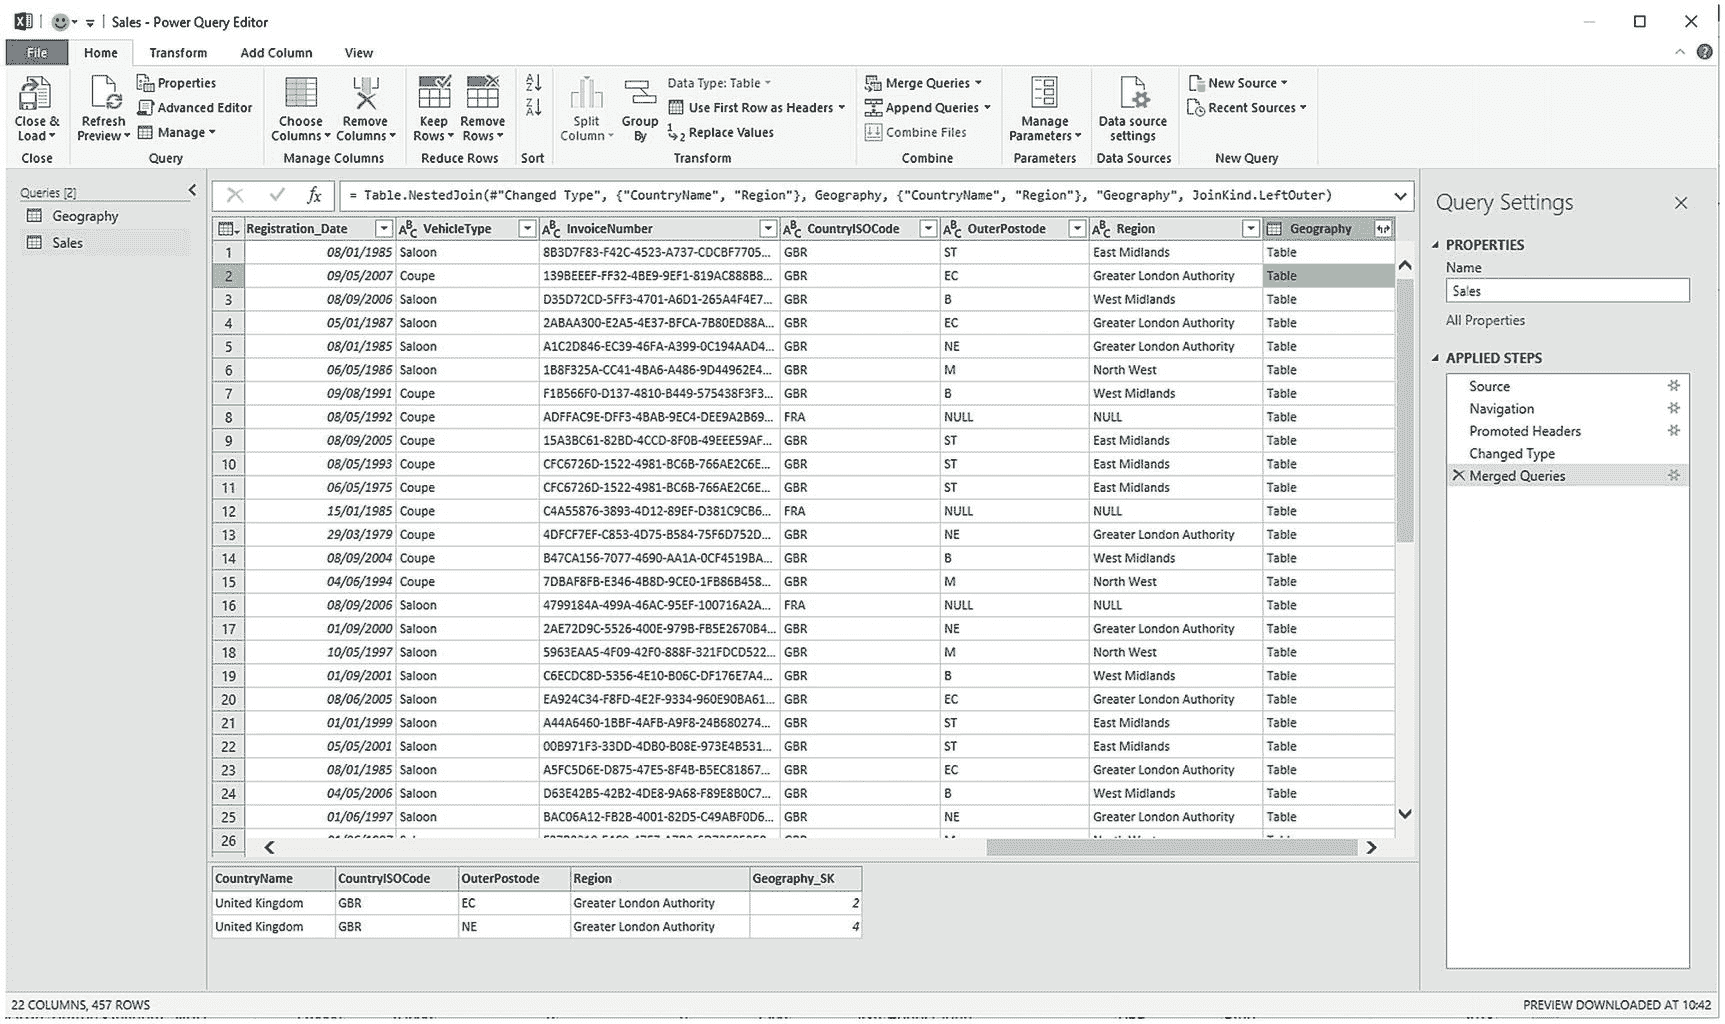 Sales - Power Query Editor
File Home Transform Add Column View
Close & Load
Refresh Preview
Properties
Advanced Editor
Manage
Choose Columns
Remove Columns
Keep Rows
Remove Rows
Split Column
Group By
Data Type: Table
Use First Row as Headers
Replace Values
Merge Queries
Append Queries
Combine Files
Manage Parameters
Data source settings
New Source
Recent Sources
Close Query Manage Columns Reduce Rows Sort Transform Combine Parameters Data Sources New Query
Queries [2]
Geography
Sales
fx = Table.NestedJoin(#"Changed Type", {"CountryName", "Region"}, Geography, {"CountryName", "Region"}, "Geography", JoinKind.LeftOuter)
Registration_Date VehicleType InvoiceNumber CountryISOCode OuterPostode Region Geography
1 08/01/1985 Saloon 8B3D7F83-F42C-4523-A737-CDCBF7705... GBR ST East Midlands Table
2 09/05/2007 Coupe 139BEEEF-FF32-4BE9-9EF1-819AC888B8... GBR EC Greater London Authority Table
3 08/09/2006 Saloon D35D72CD-5FF3-4701-A6D1-265A4F4E7... GBR B West Midlands Table
4 05/01/1987 Saloon 2ABAA300-E2A5-4E37-BFCA-7B80ED88A... GBR EC Greater London Authority Table
5 08/01/1985 Saloon A1C2D846-EC39-46FA-A399-0C194AAD4... GBR NE Greater London Authority Table
6 06/05/1986 Saloon 1B8F325A-CC41-4BA6-A486-9D44962E4... GBR M North West Table
7 09/08/1991 Coupe F1B566F0-D137-4810-B449-575438F3F3... GBR B West Midlands Table
8 08/05/1992 Coupe ADFFAC9E-DFF3-4BAB-9EC4-DEE9A2B69... FRA NULL NULL Table
9 08/09/2005 Coupe 15A3BC61-82BD-4CCD-8F0B-49EEE59AF... GBR ST East Midlands Table
10 08/05/1993 Coupe CFC6726D-1522-4981-BC6B-766AE2C6E... GBR ST East Midlands Table
11 06/05/1975 Coupe CFC6726D-1522-4981-BC6B-766AE2C6E... GBR ST East Midlands Table
12 15/01/1985 Coupe C4A55876-3893-4D12-89EF-D381C9CB6... FRA NULL NULL Table
13 29/03/1979 Coupe 4DFCF7EF-C853-4D75-B584-75F6D752D... GBR NE Greater London Authority Table
14 08/09/2004 Coupe B47CA156-7077-4690-AA1A-0CF4519BA... GBR B West Midlands Table
15 04/06/1994 Coupe 7DBAF8FB-E346-4B8D-9CE0-1FB86B458... GBR M North West Table
16 08/09/2006 Saloon 4799184A-499A-46AC-95EF-100716A2A... FRA NULL NULL Table
17 01/09/2000 Saloon 2AE72D9C-5526-400E-979B-FB5E2670B4... GBR NE Greater London Authority Table
18 10/05/1997 Saloon 5963EAA5-4F09-42F0-888F-321FDCD522... GBR M North West Table
19 01/09/2001 Saloon C6ECDC8D-5356-4E10-B06C-DF176E7A4... GBR B West Midlands Table
20 08/06/2005 Saloon EA924C34-F8FD-4E2F-9334-960E90BA61... GBR EC Greater London Authority Table
21 01/01/1999 Saloon A44A6460-1BBF-4AFB-A9F8-24B680274... GBR ST East Midlands Table
22 05/05/2001 Saloon 00B971F3-33DD-4DB0-B08E-973E4B531... GBR ST East Midlands Table
23 08/01/1985 Saloon A5FC5D6E-D875-47E5-8F4B-B5EC81867... GBR EC Greater London Authority Table
24 04/05/2006 Saloon D63E42B5-42B2-4DE8-9A68-F89E8B0C7... GBR B West Midlands Table
25 01/06/1997 Saloon BAC06A12-FB2B-4001-82D5-C49ABF0D6... GBR NE Greater London Authority Table
26
CountryName CountryISOCode OuterPostode Region Geography_SK
United Kingdom GBR EC Greater London Authority 2
United Kingdom GBR NE Greater London Authority 4
Query Settings
PROPERTIES
Name
Sales
All Properties
APPLIED STEPS
Source
Navigation
Promoted Headers
Changed Type
Merged Queries
22 COLUMNS, 457 ROWS
PREVIEW DOWNLOADED AT 10:42